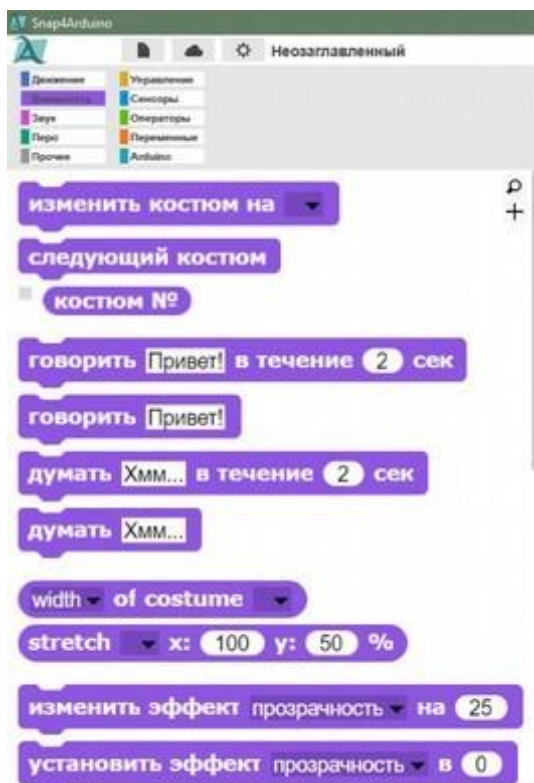 Snap4Arduino
Неозаглавленный
Движение Управление
Внешность Сенсоры
Звук Операторы
Перо Переменные
Прочее Arduino
изменить костюм на
следующий костюм
костюм №
говорить Привет! в течение 2 сек
говорить Привет!
думать Хмм... в течение 2 сек
думать Хмм...
width of costume
stretch x: 100 y: 50 %
изменить эффект прозрачность на 25
установить эффект прозрачность в 0